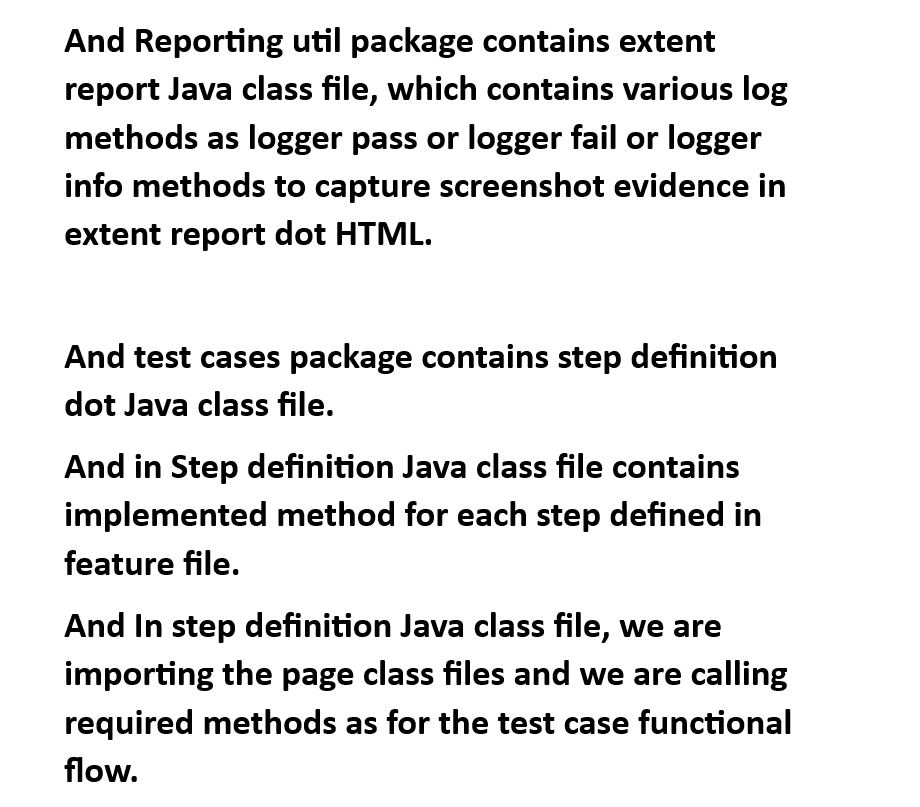 And Reporting util package contains extent
report Java class file, which contains various log
methods as logger pass or logger fail or logger
info methods to capture screenshot evidence in
extent report dot HTML.
And test cases package contains step definition
dot Java class file.
And in Step definition Java class file contains
implemented method for each step defined in
feature file.
And In step definition Java class file, we are
importing the page class files and we are calling
required methods as for the test case functional
flow.